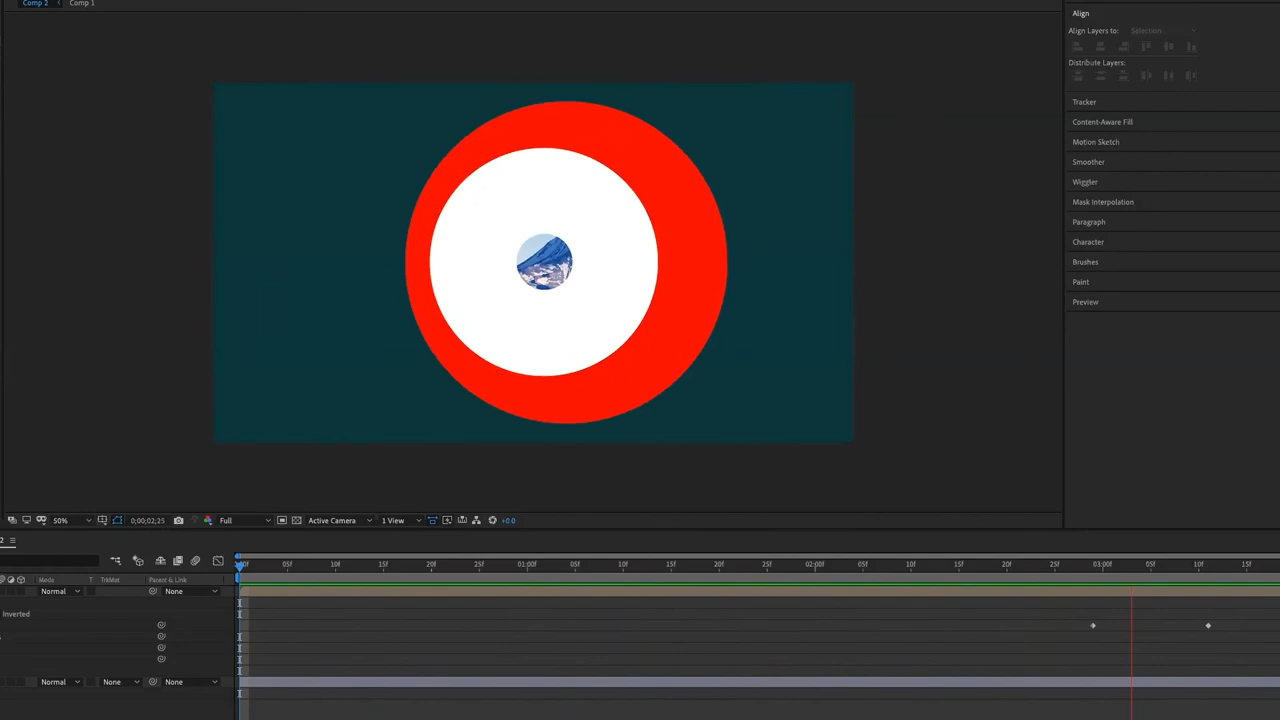 Comp 2 Comp 1
Align
Align Layers to: Selection
Distribute Layers:
Tracker
Content-Aware Fill
Motion Sketch
Smoother
Wiggler
Mask Interpolation
Paragraph
Character
Brushes
Paint
Preview
50% 0;00;02;25 Full Active Camera 1 View +0.0
2
:00f 05f 10f 15f 20f 25f 01:00f 05f 10f 15f 20f 25f 02:00f 05f 10f 15f 20f 25f 03:00f 05f 10f 15f
Mode T TrkMat Parent & Link
Normal None
Inverted
Normal None None